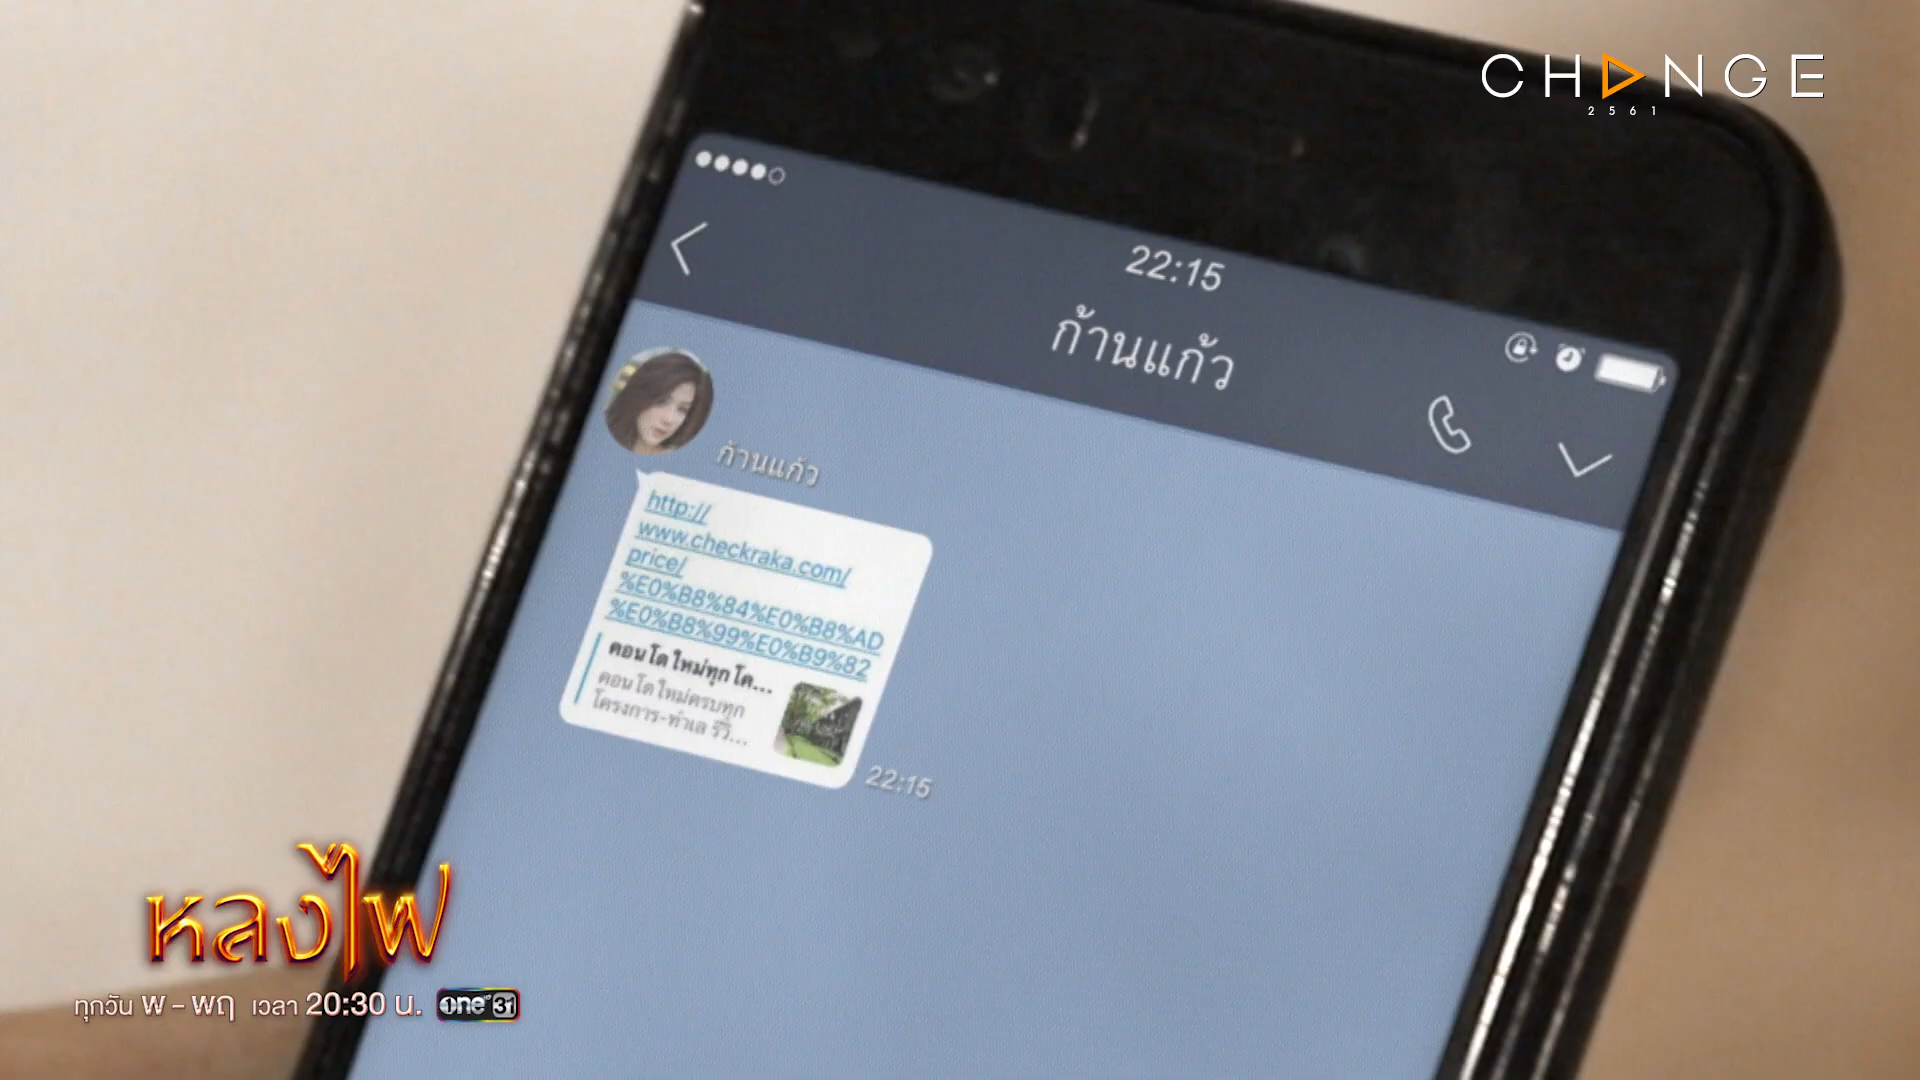 CHANGE
2561
22:15
ก้านแก้ว
ก้านแก้ว
http://
www.checkraka.com/
price/
%E0%B8%84%E0%B8%AD
%E0%B8%99%E0%B9%82
คอนโดใหม่ทุกโค...
คอนโดใหม่ครบทุก
โครงการ-ทำเล รีวิ...
22:15
หลงไฟ
ทุกวัน พ - พฤ เวลา 20:30 น. one 31